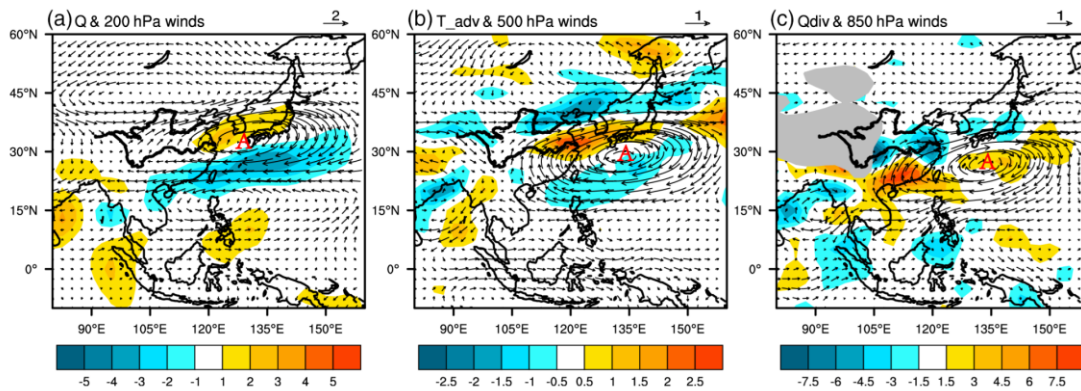 (a) Q & 200 hPa winds 2
(b) T_adv & 500 hPa winds 1
(c) Qdiv & 850 hPa winds 1
60°N 60°N 60°N
45°N 45°N 45°N
A
30°N 30°N A 30°N A
15°N 15°N 15°N
0° 0° 0°
90°E 105°E 120°E 135°E 150°E 90°E 105°E 120°E 135°E 150°E 90°E 105°E 120°E 135°E 150°E
-5 -4 -3 -2 -1 1 2 3 4 5 -2.5 -2 -1.5 -1 -0.5 0.5 1 1.5 2 2.5 -7.5 -6 -4.5 -3 -1.5 1.5 3 4.5 6 7.5